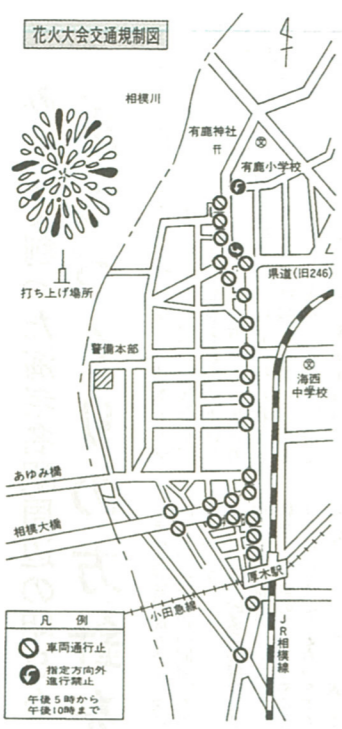 花火大会交通規制図
相模川
有鹿神社
有鹿小学校
県道(旧246)
打ち上げ場所
警備本部
海西
中学校
あゆみ橋
相模大橋
厚木駅
小田急線
JR相模線
凡例
車両通行止
指定方向外
進行禁止
午後5時から
午後10時まで